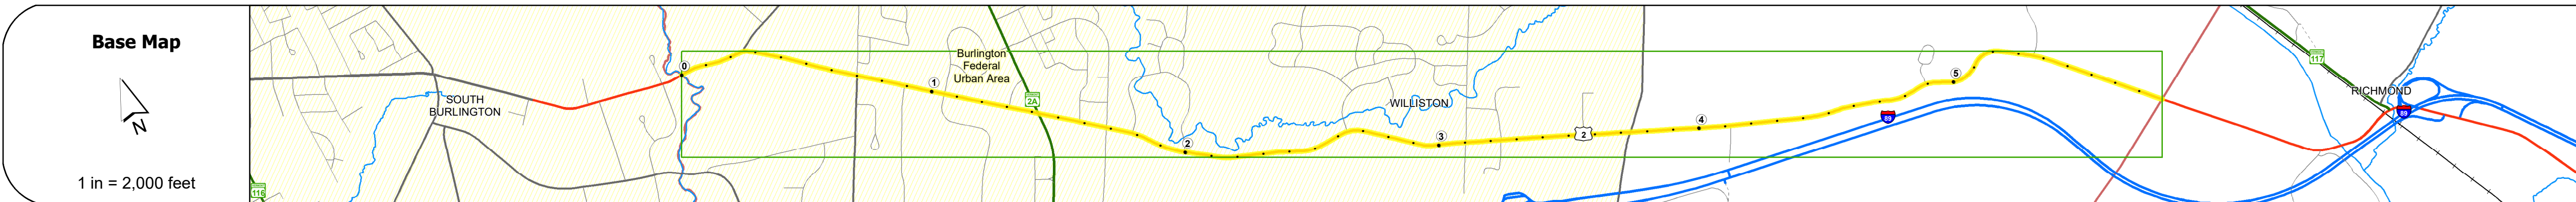 Base Map
N
1 in = 2,000 feet
116
SOUTH
BURLINGTON
0
1
Burlington
Federal
Urban Area
2A
2
WILLISTON
3
2
4
89
5
117
RICHMOND
89